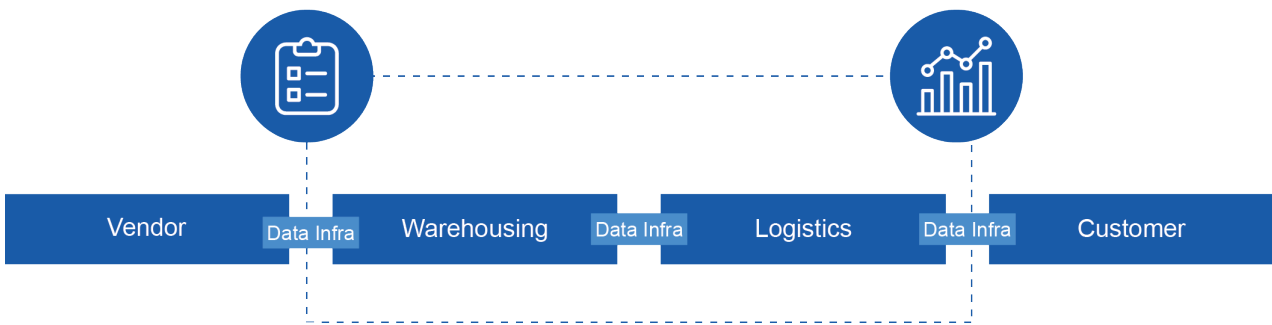 Vendor
Data Infra
Warehousing
Data Infra
Logistics
Data Infra
Customer